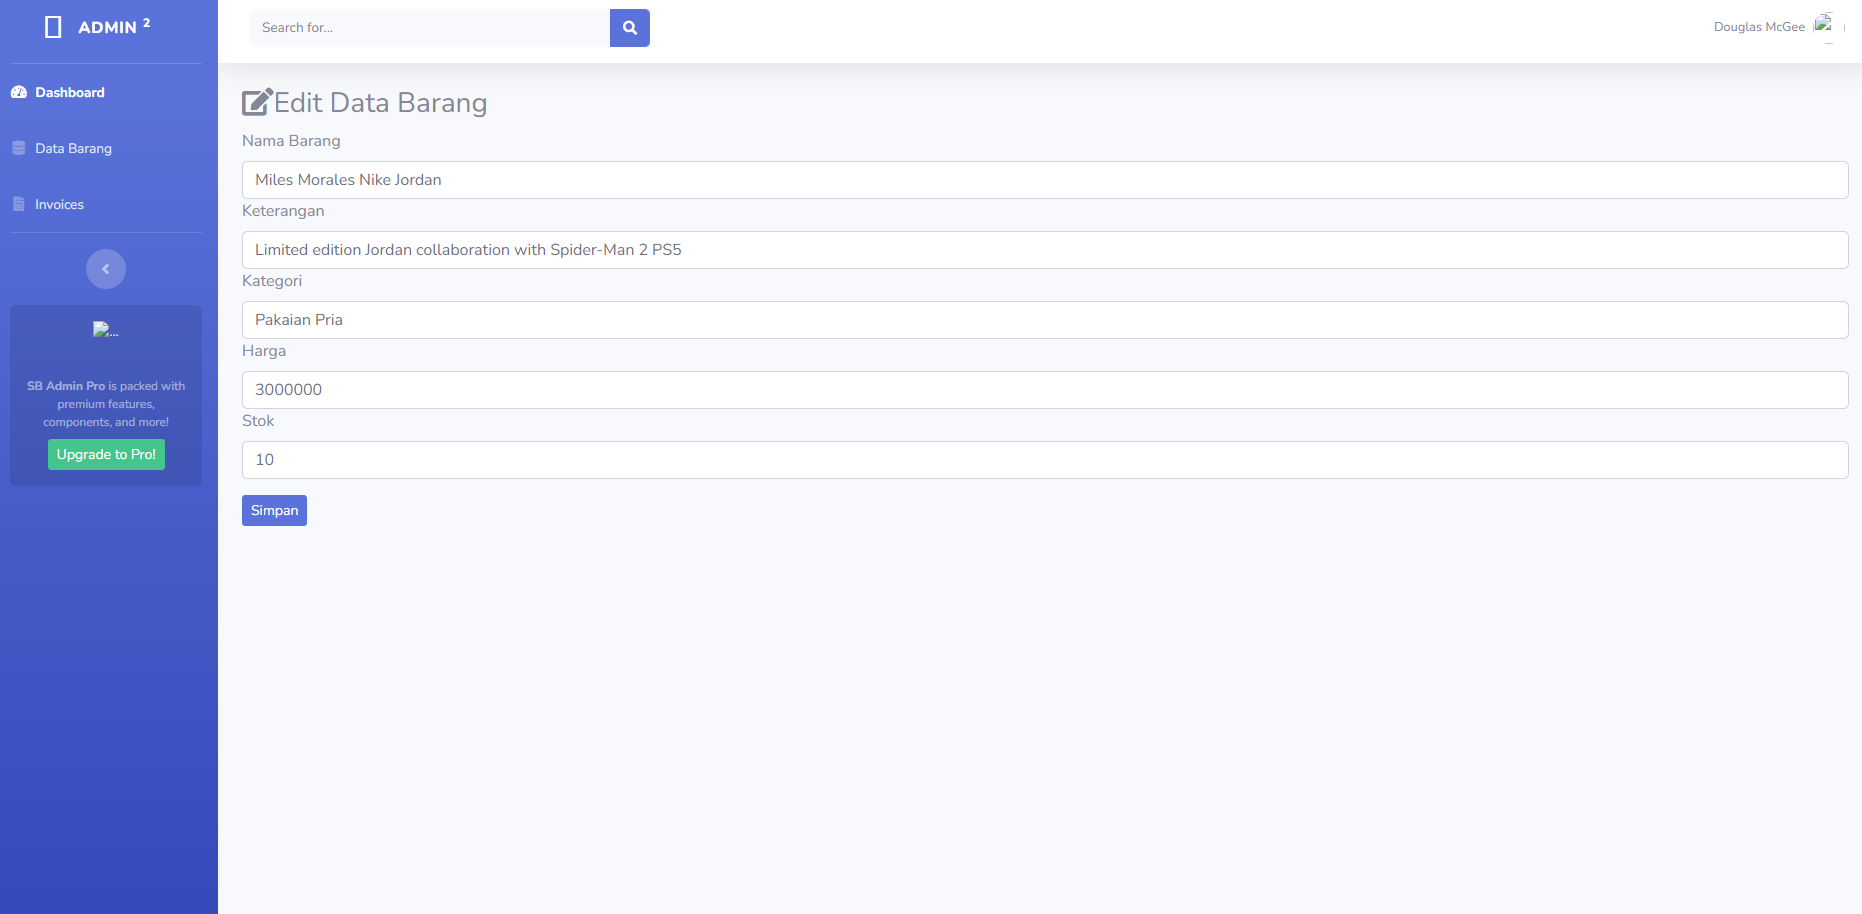 ADMIN 2
Search for...
Douglas McGee
Dashboard
Data Barang
Invoices
...
SB Admin Pro is packed with
premium features,
components, and more!
Upgrade to Pro!
Edit Data Barang
Nama Barang
Miles Morales Nike Jordan
Keterangan
Limited edition Jordan collaboration with Spider-Man 2 PS5
Kategori
Pakaian Pria
Harga
3000000
Stok
10
Simpan